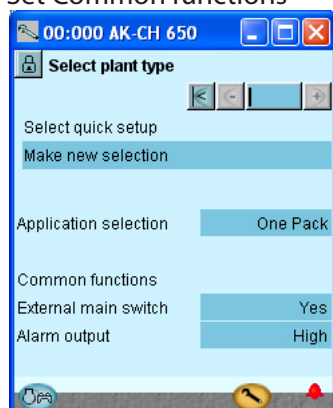 Set Common functions
00:000 AK-CH 650
Select plant type
Select quick setup
Make new selection
Application selection One Pack
Common functions
External main switch Yes
Alarm output High